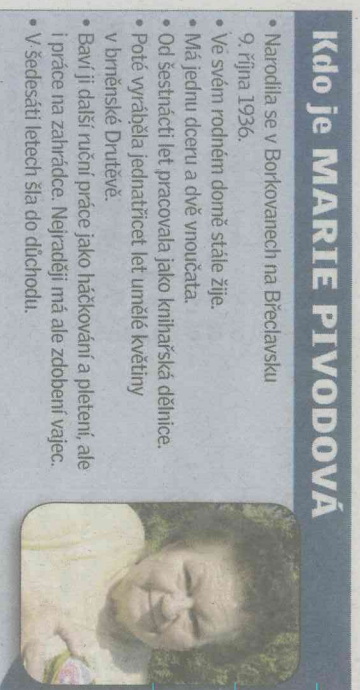 Kdo je MARIE PIVODOVÁ
• Narodila se v Borkovanech na Břeclavsku
9. října 1936.
• Ve svém rodném domě stále žije.
• Má jednu dceru a dvě vnoučata.
• Od šestnácti let pracovala jako knihařská dělnice.
• Poté vyráběla jednatřicet let umělé květiny
v brněnské Drutěvě.
• Baví ji další ruční práce jako háčkování a pletení, ale
i práce na zahrádce. Nejraději má ale zdobení vajec.
• V šedesáti letech šla do důchodu.